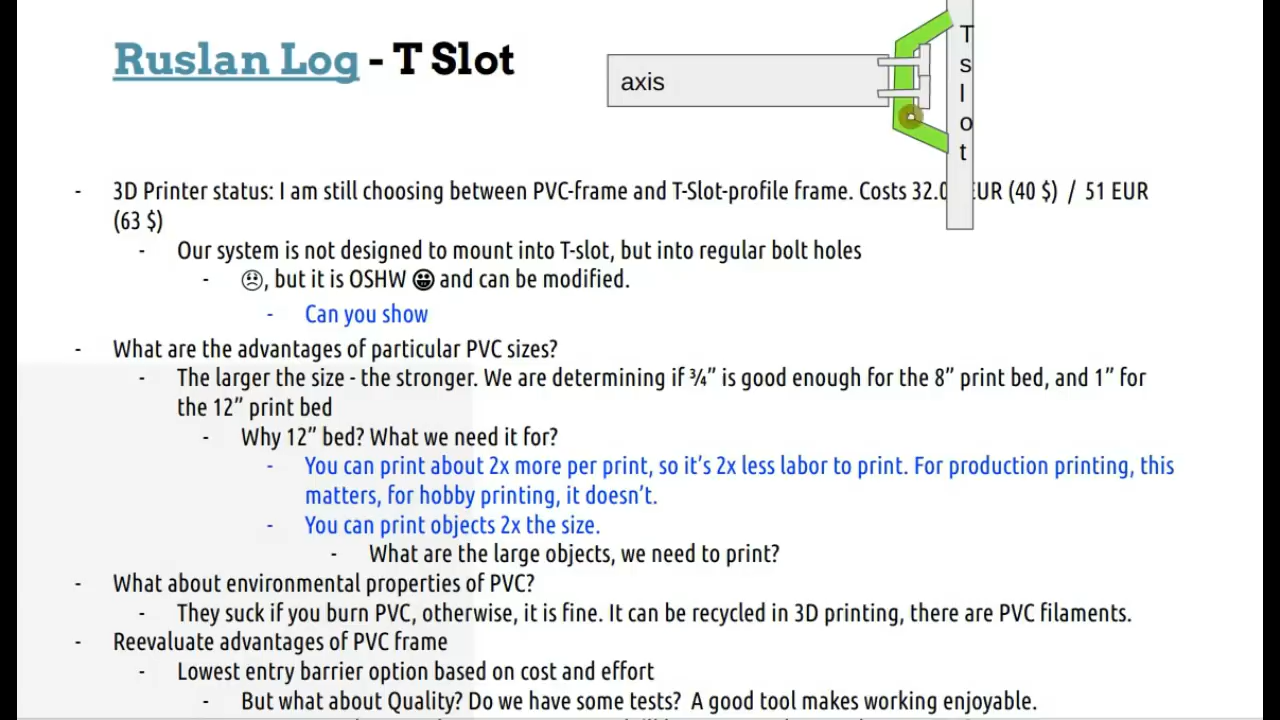 Ruslan Log - T Slot
axis
T
s
l
o
t
- 3D Printer status: I am still choosing between PVC-frame and T-Slot-profile frame. Costs 32.0 EUR (40 $) / 51 EUR
(63 $)
- Our system is not designed to mount into T-slot, but into regular bolt holes
- ☹, but it is OSHW 😀 and can be modified.
- Can you show
- What are the advantages of particular PVC sizes?
- The larger the size - the stronger. We are determining if ¾” is good enough for the 8” print bed, and 1” for
the 12” print bed
- Why 12” bed? What we need it for?
- You can print about 2x more per print, so it’s 2x less labor to print. For production printing, this
matters, for hobby printing, it doesn’t.
- You can print objects 2x the size.
- What are the large objects, we need to print?
- What about environmental properties of PVC?
- They suck if you burn PVC, otherwise, it is fine. It can be recycled in 3D printing, there are PVC filaments.
- Reevaluate advantages of PVC frame
- Lowest entry barrier option based on cost and effort
- But what about Quality? Do we have some tests? A good tool makes working enjoyable.